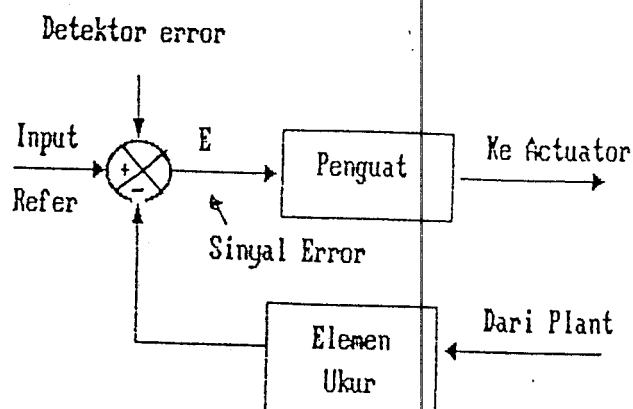 Detektor error
Input
Refer
+
-
E
Penguat
Ke Actuator
Sinyal Error
Elemen
Ukur
Dari Plant